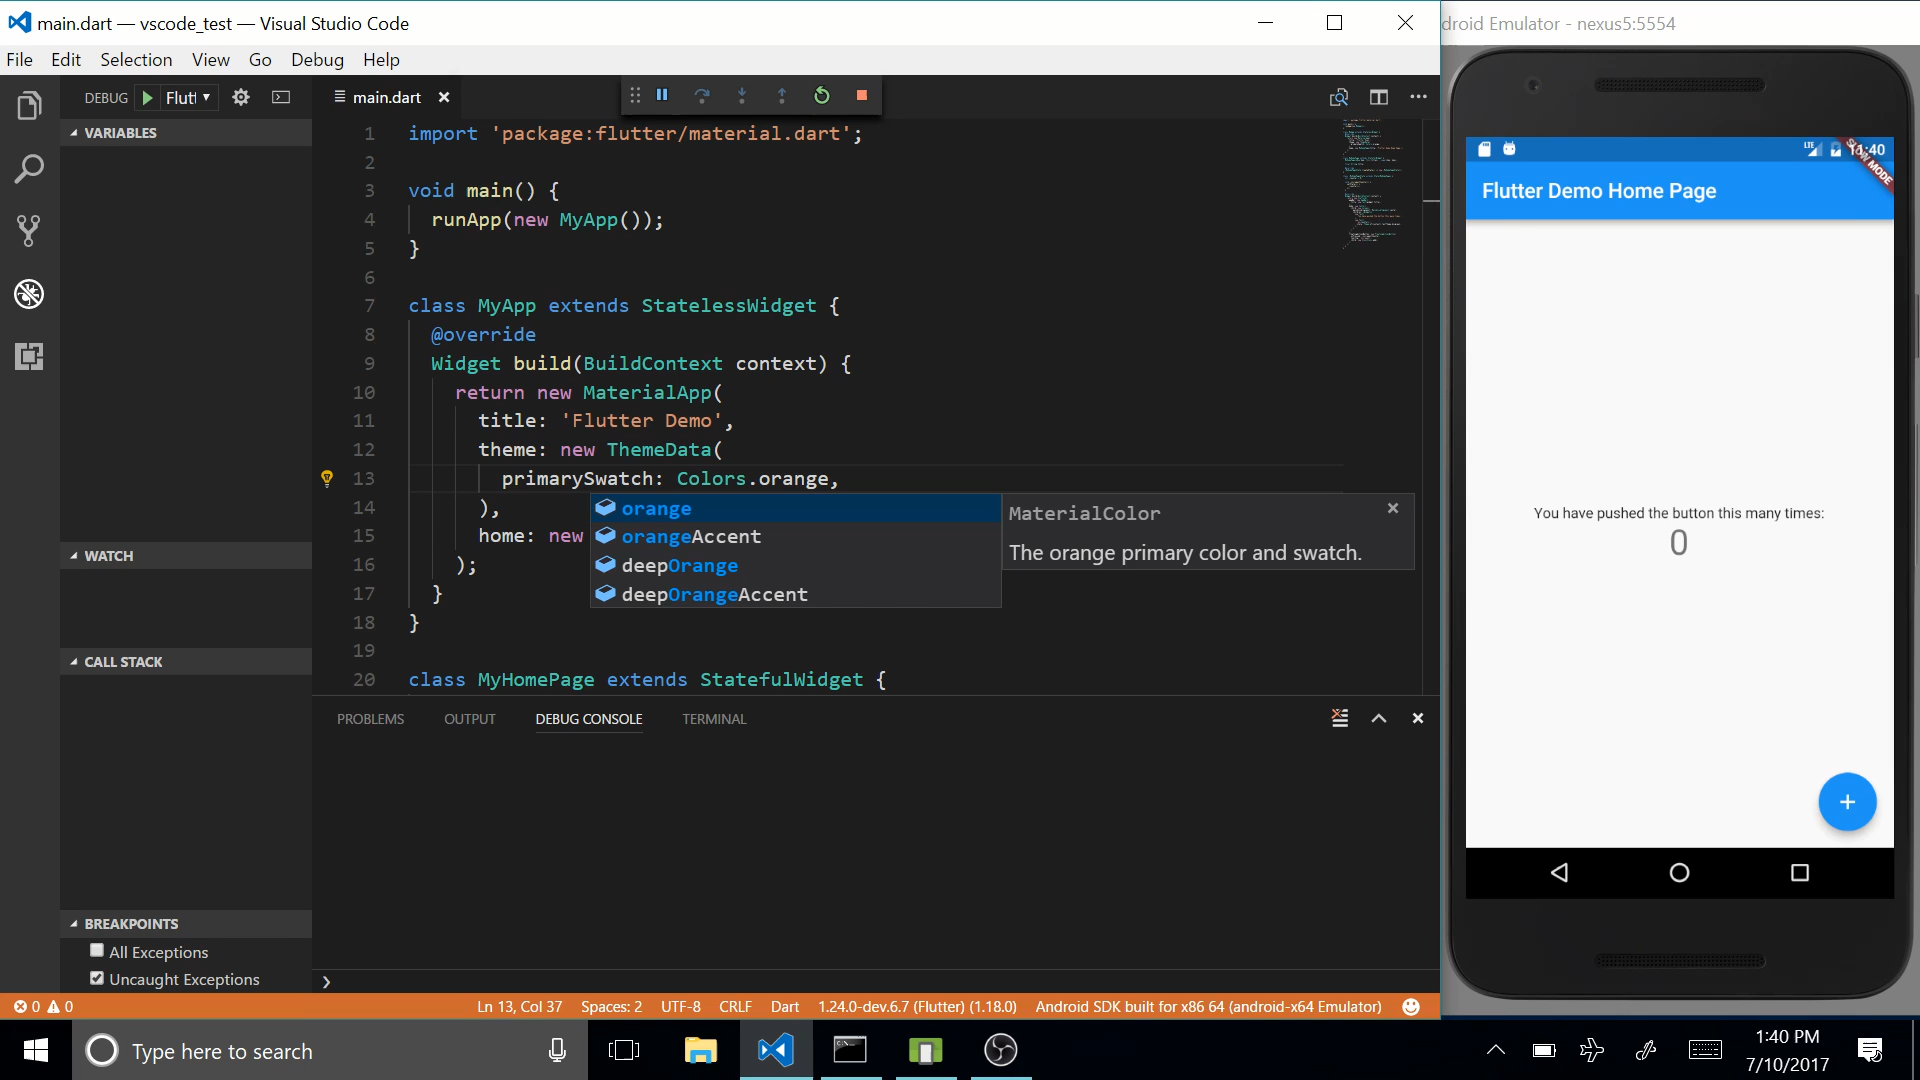 main.dart — vscode_test — Visual Studio Code
droid Emulator - nexus5:5554
File Edit Selection View Go Debug Help
DEBUG Flutt
main.dart
VARIABLES
WATCH
CALL STACK
BREAKPOINTS
All Exceptions
Uncaught Exceptions
1 import 'package:flutter/material.dart';
2
3 void main() {
4 runApp(new MyApp());
5 }
6
7 class MyApp extends StatelessWidget {
8 @override
9 Widget build(BuildContext context) {
10 return new MaterialApp(
11 title: 'Flutter Demo',
12 theme: new ThemeData(
13 primarySwatch: Colors.orange,
14 ),
15 home: new
16 );
17 }
18 }
19
20 class MyHomePage extends StatefulWidget {
orange
orangeAccent
deepOrange
deepOrangeAccent
MaterialColor
The orange primary color and swatch.
PROBLEMS OUTPUT DEBUG CONSOLE TERMINAL
0 0
Ln 13, Col 37 Spaces: 2 UTF-8 CRLF Dart 1.24.0-dev.6.7 (Flutter) (1.18.0) Android SDK built for x86 64 (android-x64 Emulator)
LTE :40
SLOW MODE
Flutter Demo Home Page
You have pushed the button this many times:
0
+
Type here to search
1:40 PM
7/10/2017